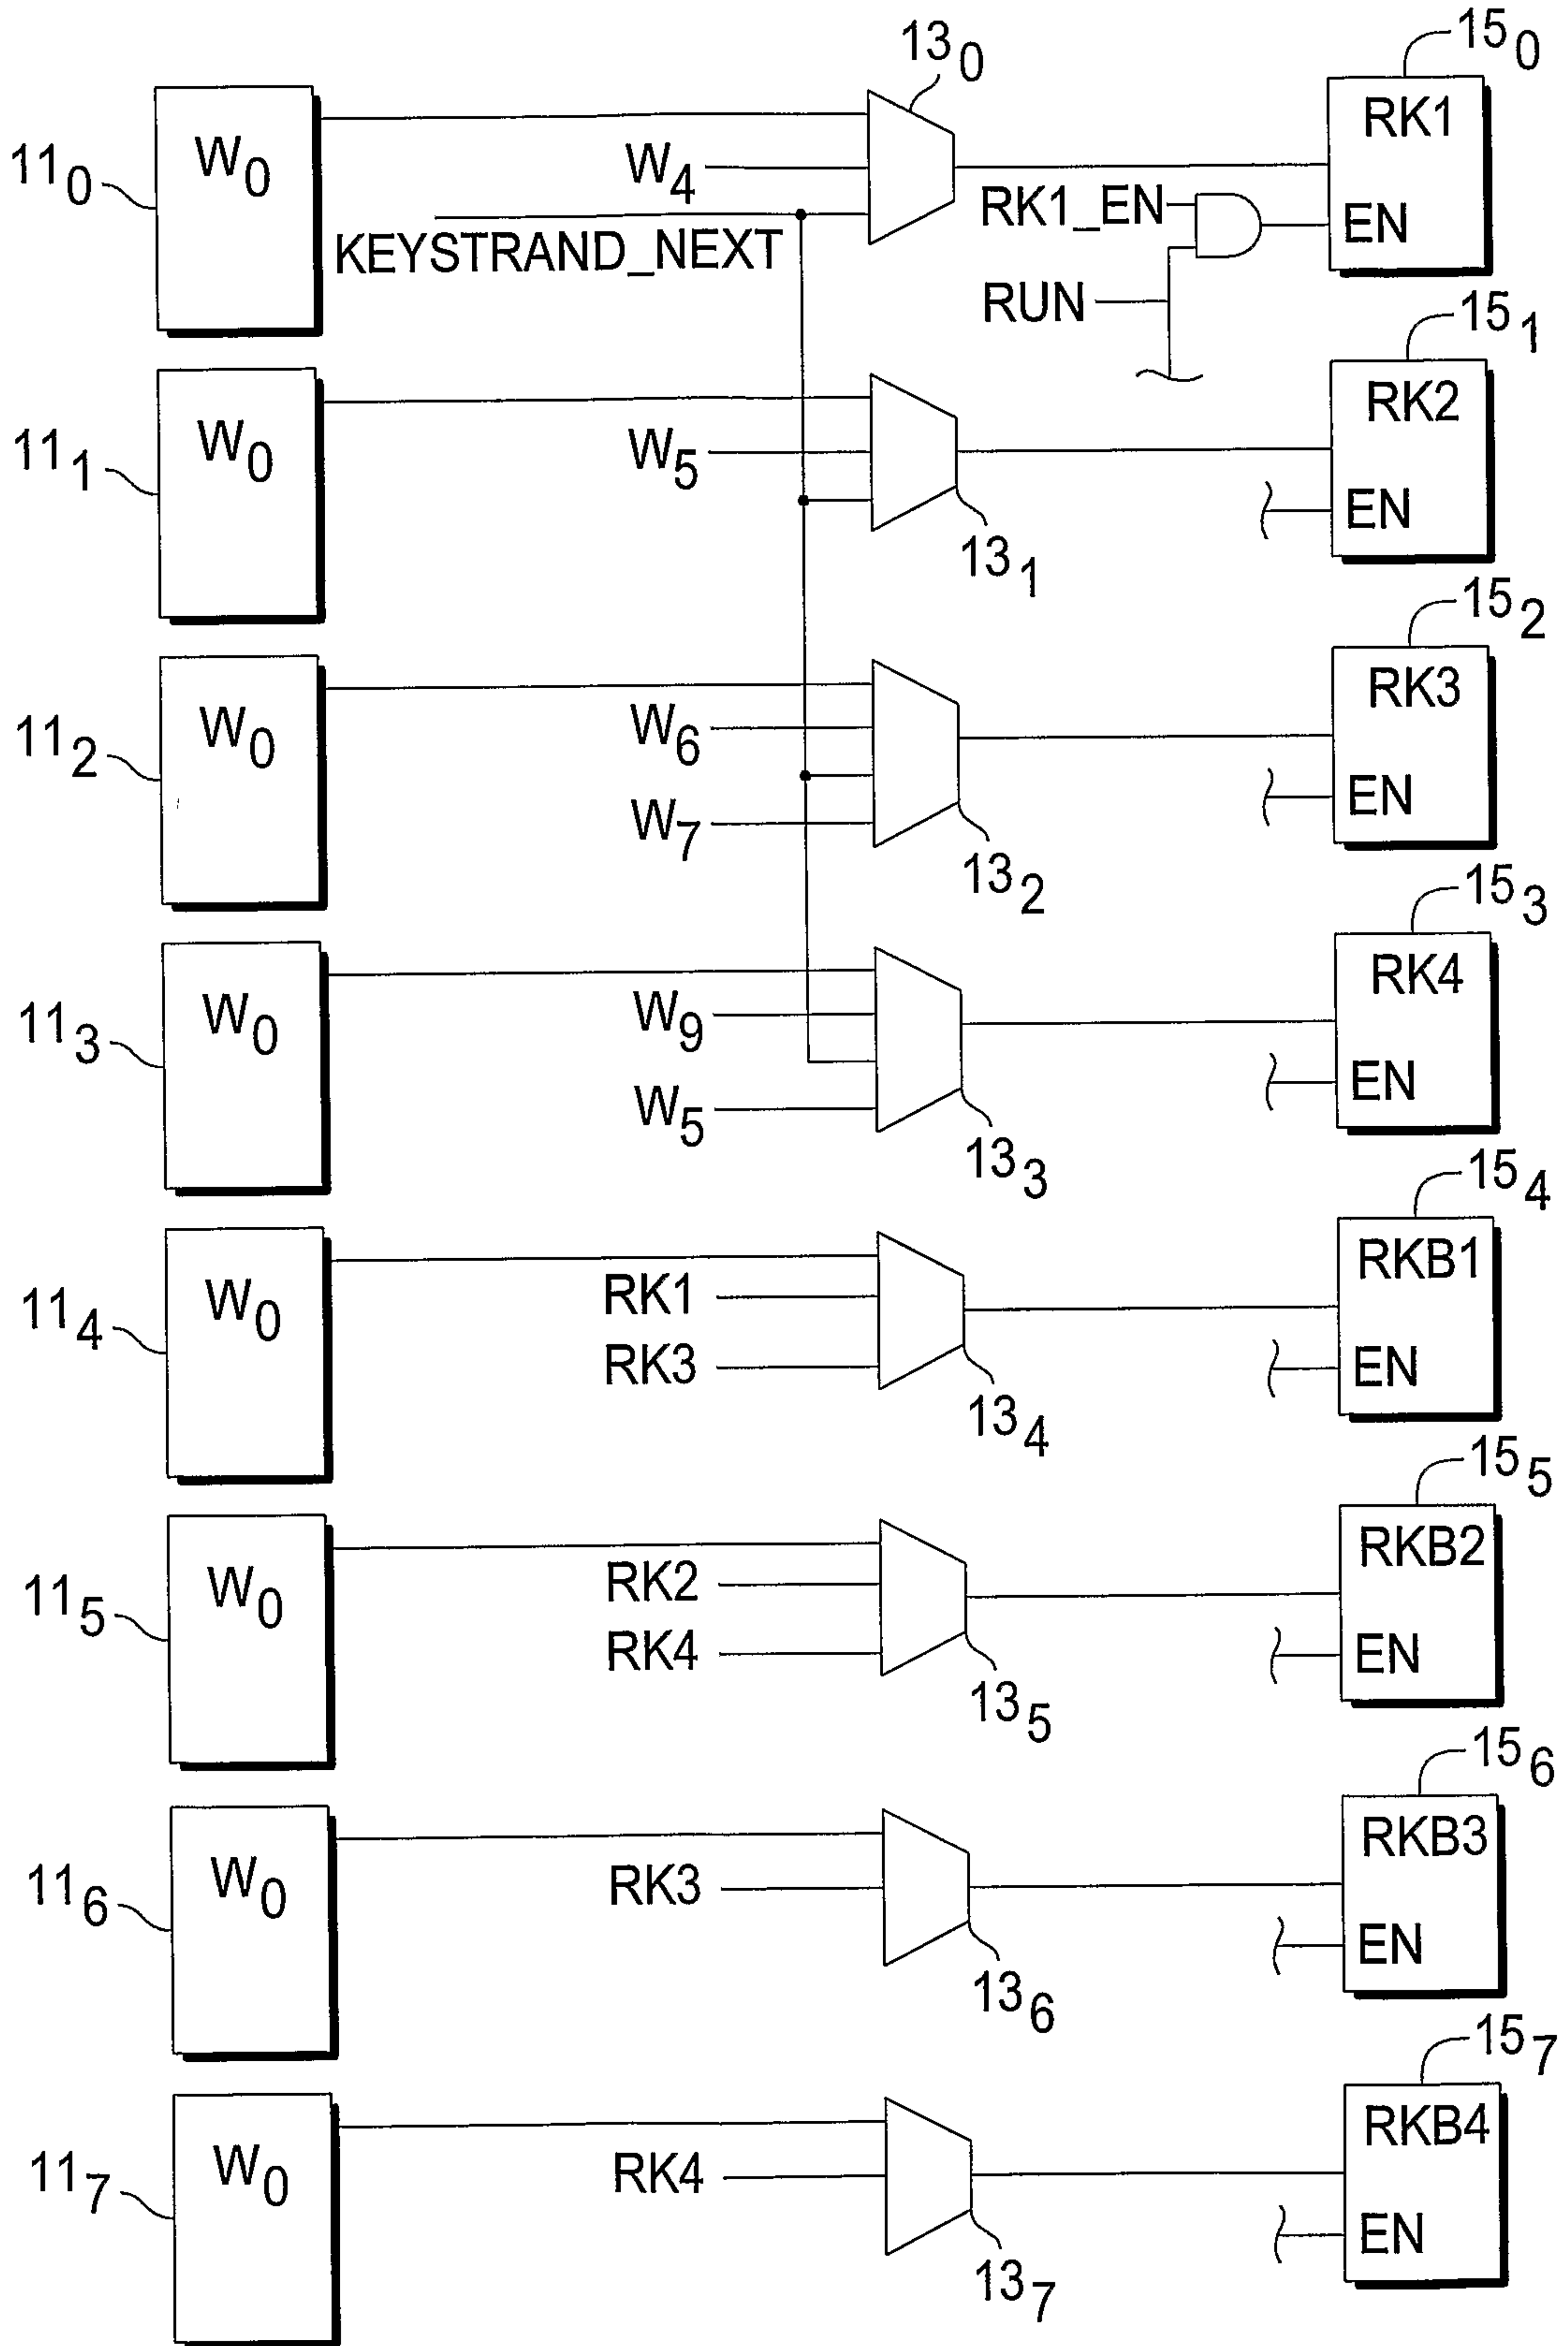 13₀
15₀
11₀
W₀
W₄
KEYSTRAND_NEXT
RK1_EN
RUN
RK1
EN
15₁
11₁
W₀
W₅
13₁
RK2
EN
15₂
11₂
W₀
W₆
W₇
13₂
RK3
EN
15₃
11₃
W₀
W₉
W₅
13₃
RK4
EN
15₄
11₄
W₀
RK1
RK3
13₄
RKB1
EN
15₅
11₅
W₀
RK2
RK4
13₅
RKB2
EN
15₆
11₆
W₀
RK3
13₆
RKB3
EN
15₇
11₇
W₀
RK4
13₇
RKB4
EN